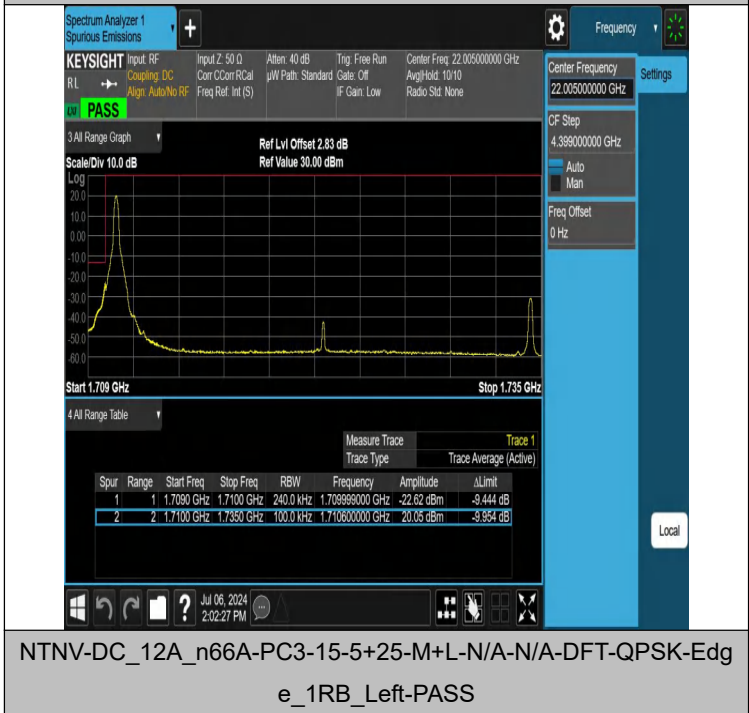 Spectrum Analyzer 1
Spurious Emissions
+
Frequency
KEYSIGHT Input: RF Input Z: 50 Ω Atten: 40 dB Trig: Free Run Center Freq: 22.005000000 GHz
RL Coupling: DC Corr CCorr RCal µW Path: Standard Gate: Off Avg|Hold: 10/10
Align: Auto/No RF Freq Ref: Int (S) IF Gain: Low Radio Std: None
PASS
Center Frequency
22.005000000 GHz
Settings
CF Step
4.399000000 GHz
Auto
Man
Freq Offset
0 Hz
3 All Range Graph
Ref Lvl Offset 2.83 dB
Scale/Div 10.0 dB Ref Value 30.00 dBm
Log
20.0
10.0
0.00
-10.0
-20.0
-30.0
-40.0
-50.0
-60.0
Start 1.709 GHz Stop 1.735 GHz
4 All Range Table
Measure Trace Trace 1
Trace Type Trace Average (Active)
Spur Range Start Freq Stop Freq RBW Frequency Amplitude ΔLimit
1 1 1.7090 GHz 1.7100 GHz 240.0 kHz 1.709999000 GHz -22.62 dBm -9.444 dB
2 2 1.7100 GHz 1.7350 GHz 100.0 kHz 1.710600000 GHz 20.05 dBm -9.954 dB
Local
? Jul 06, 2024
2:02:27 PM
NTNV-DC_12A_n66A-PC3-15-5+25-M+L-N/A-N/A-DFT-QPSK-Edg
e_1RB_Left-PASS